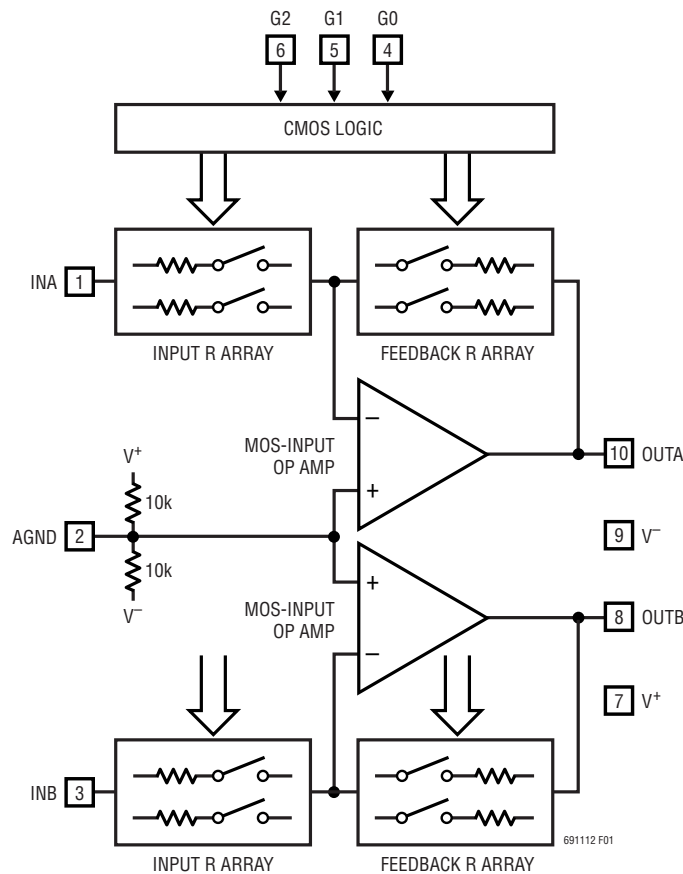 G2 G1 G0
6 5 4
CMOS LOGIC
INA 1
INPUT R ARRAY
FEEDBACK R ARRAY
MOS-INPUT
OP AMP
−
+
10 OUTA
V+
10k
AGND 2
10k
V−
9 V−
MOS-INPUT
OP AMP
+
−
8 OUTB
7 V+
INB 3
INPUT R ARRAY
FEEDBACK R ARRAY
691112 F01